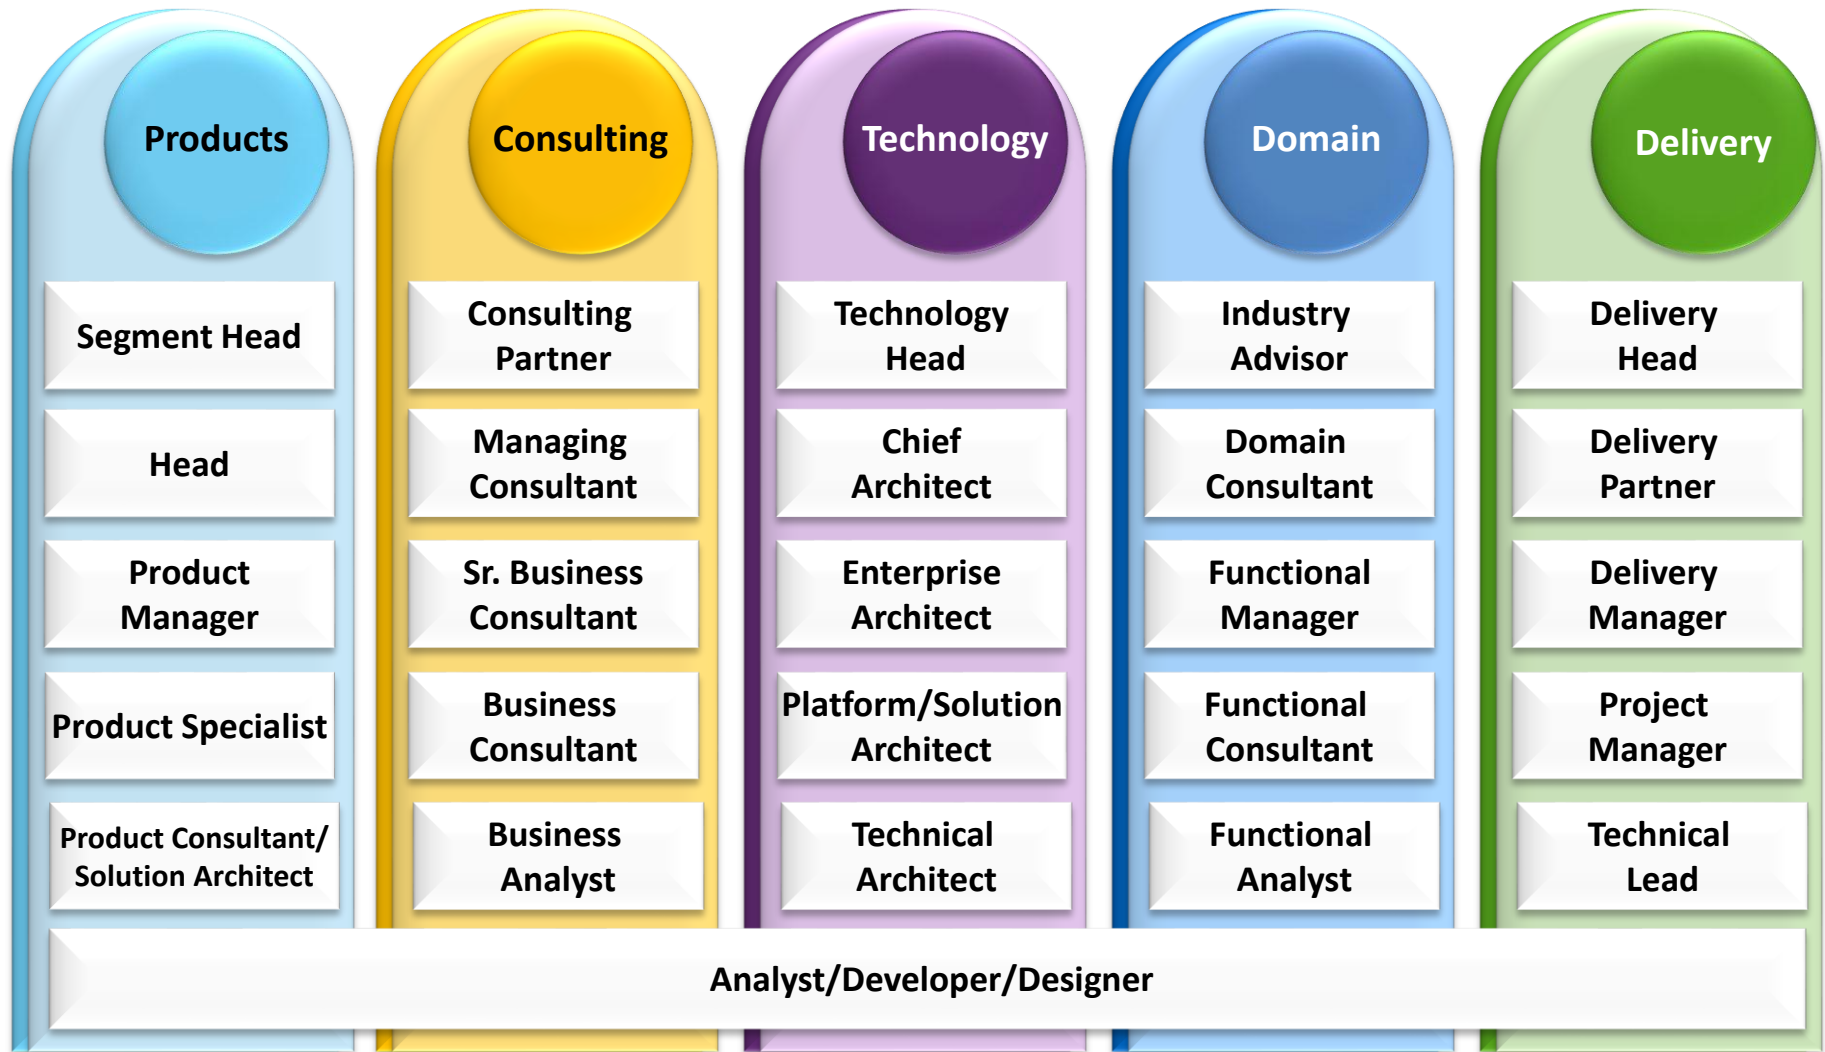 Products
Consulting
Technology
Domain
Delivery
Segment Head
Consulting
Partner
Technology
Head
Industry
Advisor
Delivery
Head
Head
Managing
Consultant
Chief
Architect
Domain
Consultant
Delivery
Partner
Product
Manager
Sr. Business
Consultant
Enterprise
Architect
Functional
Manager
Delivery
Manager
Product Specialist
Business
Consultant
Platform/Solution
Architect
Functional
Consultant
Project
Manager
Product Consultant/
Solution Architect
Business
Analyst
Technical
Architect
Functional
Analyst
Technical
Lead
Analyst/Developer/Designer